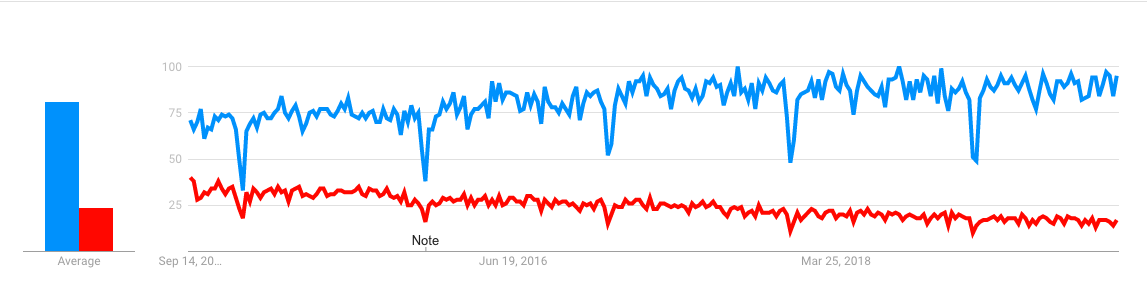 100
75
50
25
Note
Average
Sep 14, 20...
Jun 19, 2016
Mar 25, 2018